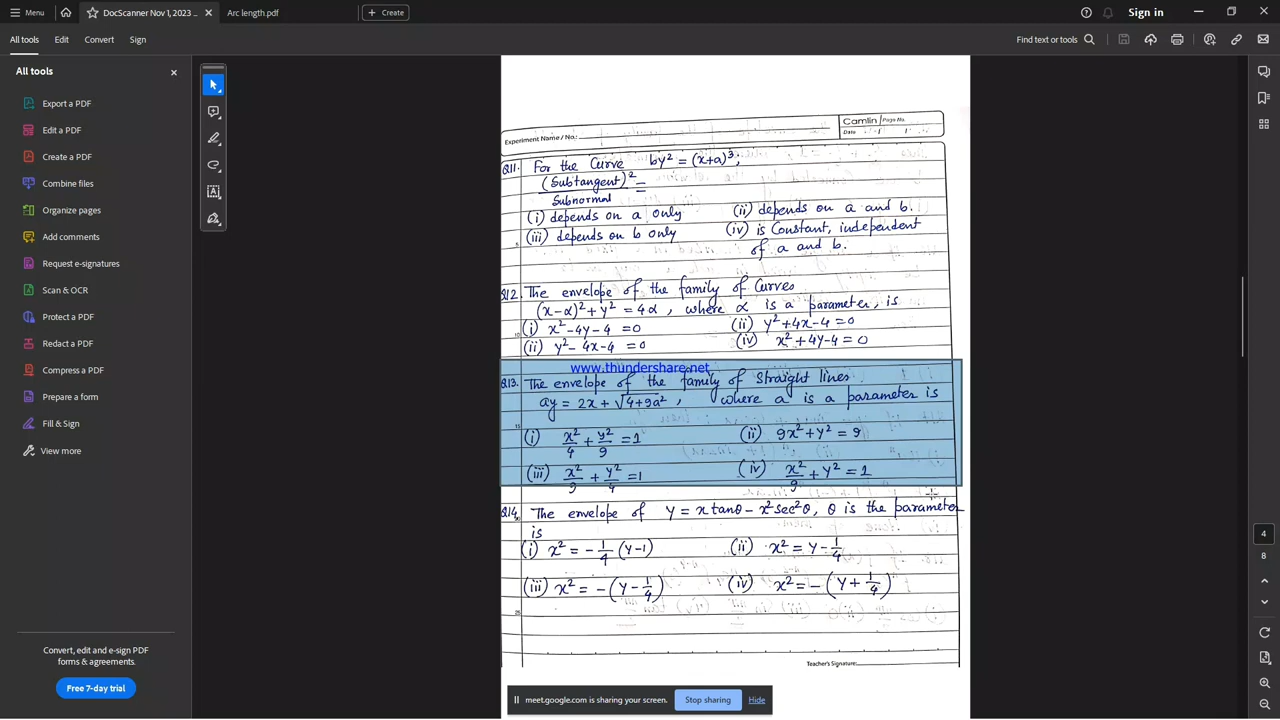 Menu
DocScanner Nov 1, 2023 ...
Arc length.pdf
Create
Sign in
All tools
Edit
Convert
Sign
Find text or tools
All tools
Export a PDF
Edit a PDF
Create a PDF
Combine files
Organize pages
Add comments
Request e-signatures
Scan & OCR
Protect a PDF
Redact a PDF
Compress a PDF
Prepare a form
Fill & Sign
View more
Convert, edit and e-sign PDF
forms & agreements.
Free 7-day trial
Experiment Name / No.:
Camlin Page No.
Date
Q11. For the Curve by² = (x+a)³;
(Subtangent)² =
Subnormal
(i) depends on a only (ii) depends on a and b.
(iii) depends on b only (iv) is Constant, independent
of a and b.
Q12. The envelope of the family of Curves
(x-α)² + y² = 4α, where α is a parameter, is
(i) x² - 4y - 4 = 0 (ii) y² + 4x - 4 = 0
(ii) y² - 4x - 4 = 0 (iv) x² + 4y - 4 = 0
www.thundershare.net
Q13. The envelope of the family of Straight lines
ay = 2x + √4+9a², where a is a parameter is
(i) x²/4 + y²/9 = 1 (ii) 9x² + y² = 9
(iii) x²/9 + y²/4 = 1 (iv) x²/9 + y² = 1
Q14. The envelope of y = x tanθ - x² sec²θ, θ is the parameter
is
(i) x² = -1/4 (y-1) (ii) x² = y - 1/4
(iii) x² = -(y - 1/4) (iv) x² = -(y + 1/4)
Teacher's Signature:
4
8
meet.google.com is sharing your screen.
Stop sharing
Hide